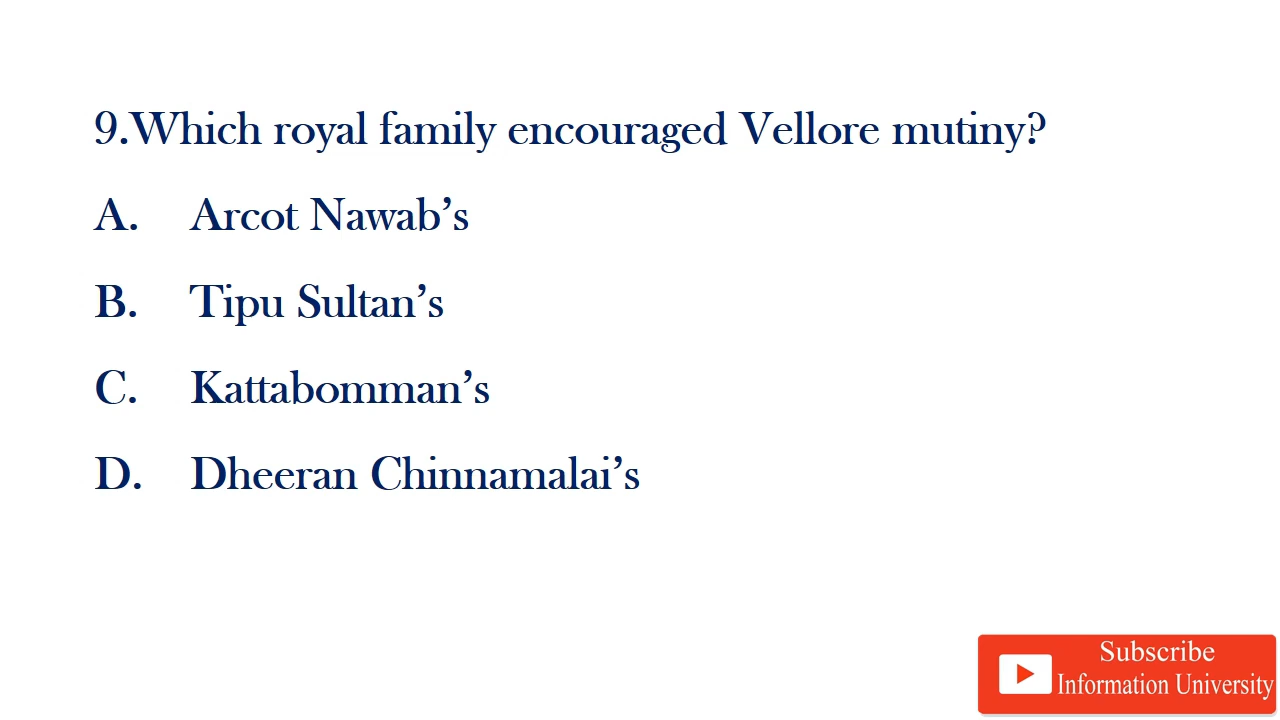 9.Which royal family encouraged Vellore mutiny?
A. Arcot Nawab’s
B. Tipu Sultan’s
C. Kattabomman’s
D. Dheeran Chinnamalai’s
Subscribe
Information University